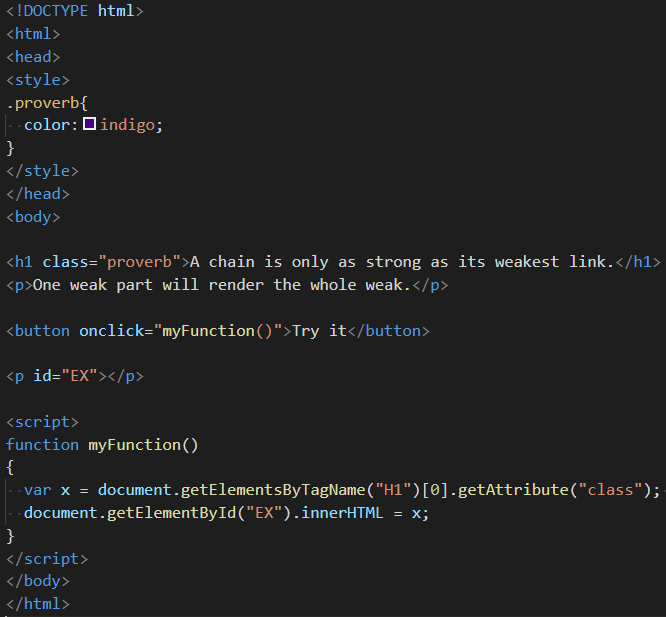 <!DOCTYPE html>
<html>
<head>
<style>
.proverb{
  color: indigo;
}
</style>
</head>
<body>

<h1 class="proverb">A chain is only as strong as its weakest link.</h1>
<p>One weak part will render the whole weak.</p>

<button onclick="myFunction()">Try it</button>

<p id="EX"></p>

<script>
function myFunction()
{
  var x = document.getElementsByTagName("H1")[0].getAttribute("class");
  document.getElementById("EX").innerHTML = x;
}
</script>
</body>
</html>